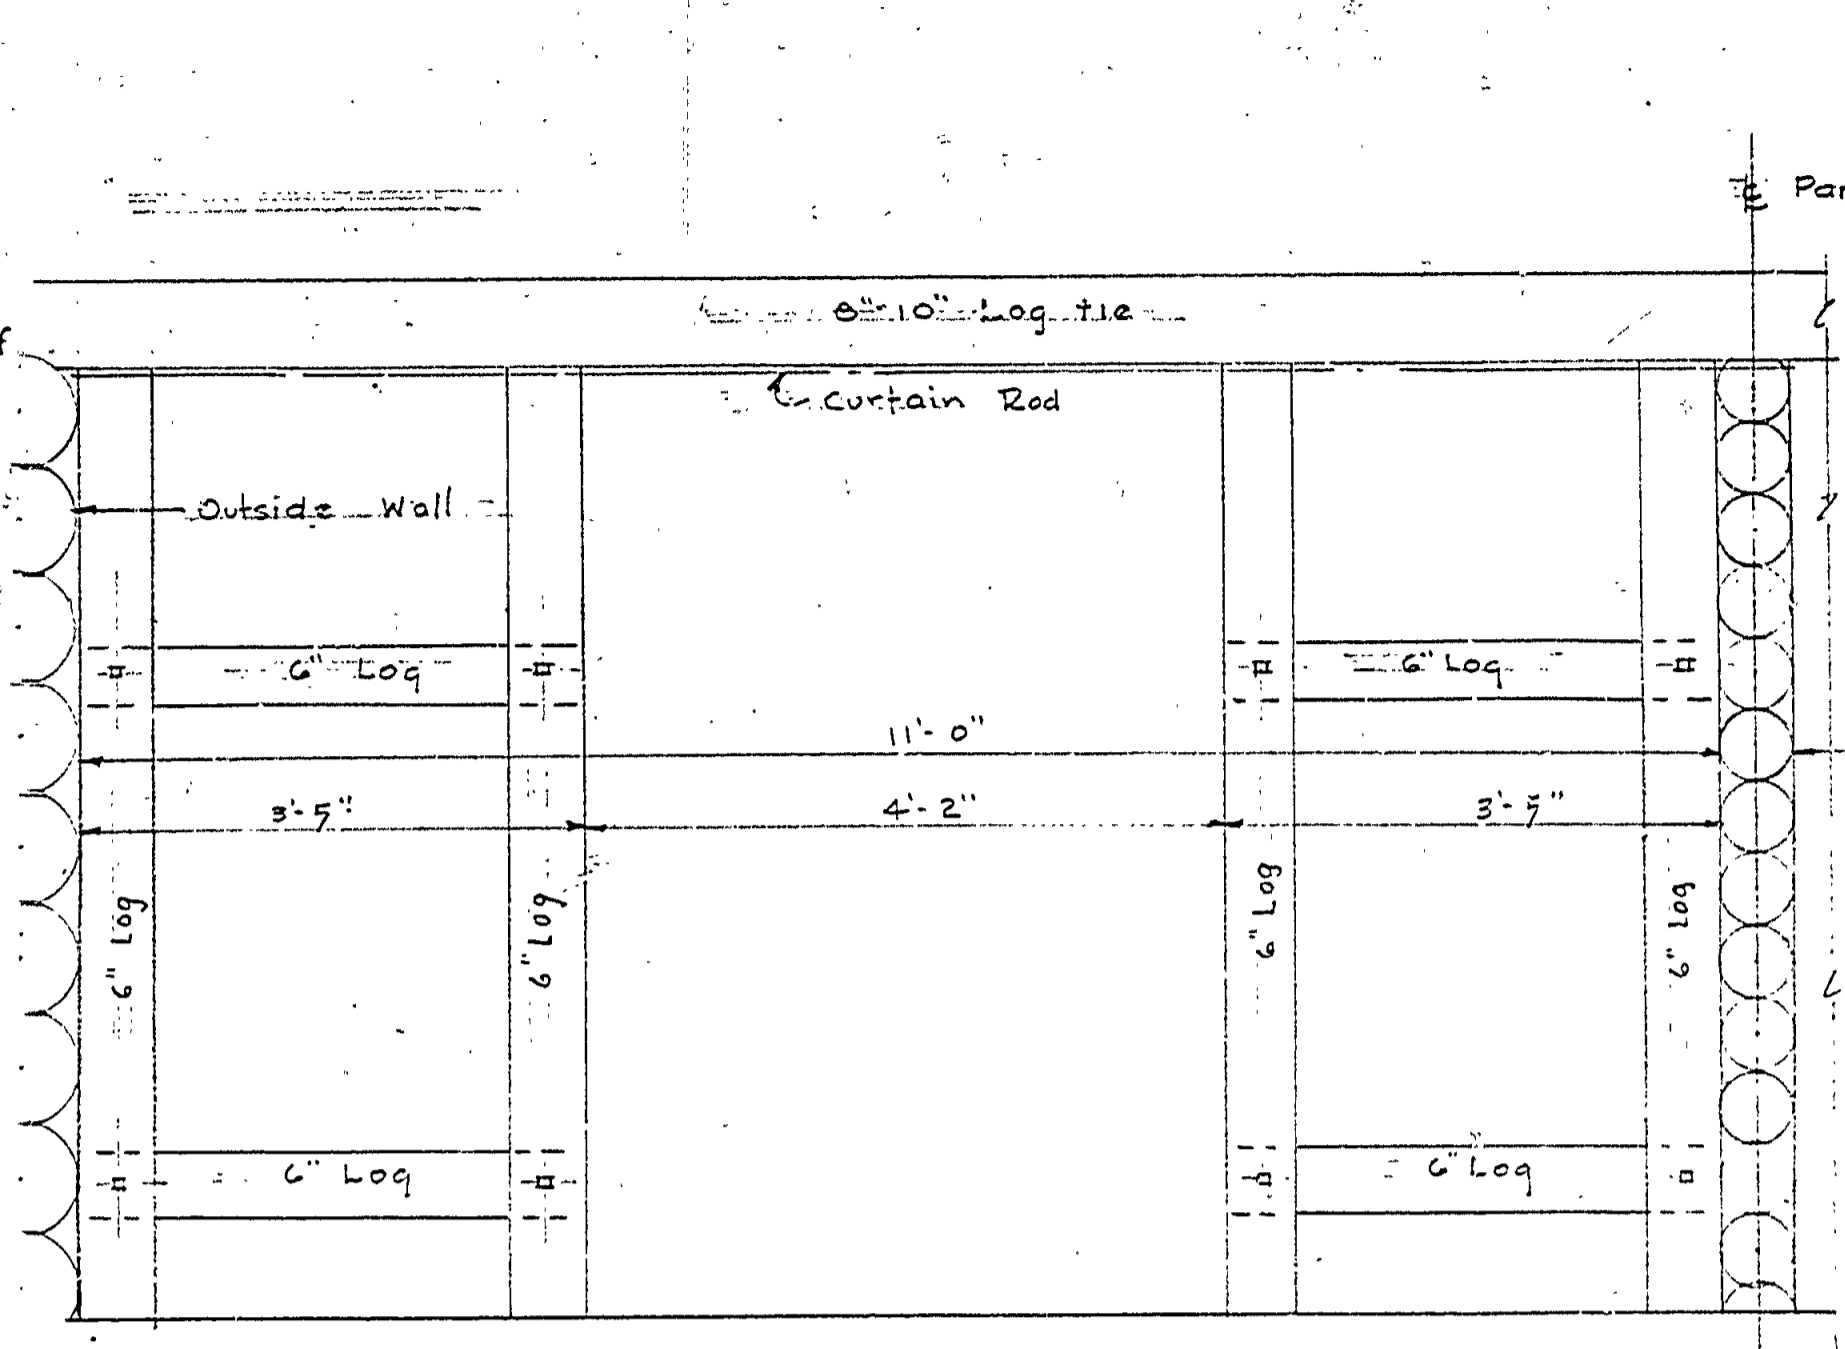 ℄ Par
8"-10" Log tie
f
Curtain Rod
Outside Wall
6" Log
6" Log
11'-0"
3'-5"
4'-2"
3'-5"
6" Log
6" Log
6" Log
6" Log
6" Log
6" Log